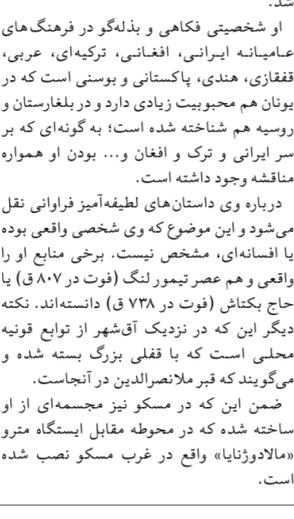 شد.
او شخصیتی فکاهی و بذله‌گو در فرهنگ‌های
عامیانه ایرانی، افغانی، ترکیه‌ای، عربی،
قفقازی، هندی، پاکستانی و بوسنی است که در
یونان هم محبوبیت زیادی دارد و در بلغارستان و
روسیه هم شناخته شده است؛ به گونه‌ای که بر
سر ایرانی و ترک و افغان و... بودن او همواره
مناقشه وجود داشته است.
درباره وی داستان‌های لطیفه‌آمیز فراوانی نقل
می‌شود و این موضوع که وی شخصی واقعی بوده
یا افسانه‌ای، مشخص نیست. برخی منابع او را
واقعی و هم عصر تیمور لنگ (فوت در ۸۰۷ ق) یا
حاج بکتاش (فوت در ۷۳۸ ق) دانسته‌اند. نکته
دیگر این که در نزدیک آق‌شهر از توابع قونیه
محلی است که با قفلی بزرگ بسته شده و
می‌گویند که قبر ملانصرالدین در آنجاست.
ضمن این که در مسکو نیز مجسمه‌ای از او
ساخته شده که در محوطه مقابل ایستگاه مترو
«مالادوژنایا» واقع در غرب مسکو نصب شده
است.